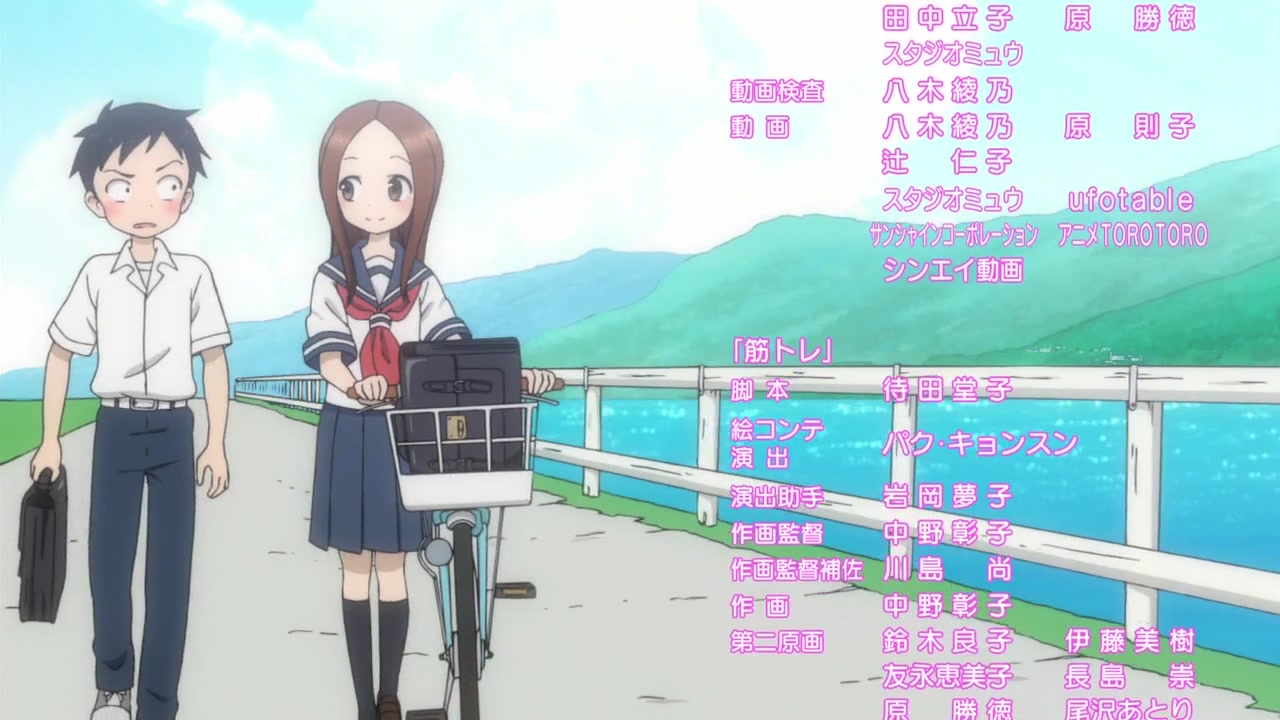 田中立子 原 勝徳
スタジオミュウ
動画検査 八木綾乃
動 画 八木綾乃 原 則子
辻 仁子
スタジオミュウ ufotable
サンシャインコーポレーション アニメTOROTORO
シンエイ動画
「筋トレ」
脚 本 待田堂子
絵コンテ
演 出 パク・キョンスン
演出助手 岩岡夢子
作画監督 中野彰子
作画監督補佐 川島 尚
作 画 中野彰子
第二原画 鈴木良子 伊藤美樹
友永恵美子 長島 崇
原 勝徳 尾沢あとり